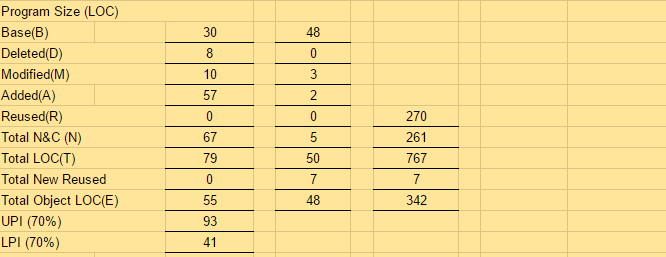 Program Size (LOC)
Base(B) 30 48
Deleted(D) 8 0
Modified(M) 10 3
Added(A) 57 2
Reused(R) 0 0 270
Total N&C (N) 67 5 261
Total LOC(T) 79 50 767
Total New Reused 0 7 7
Total Object LOC(E) 55 48 342
UPI (70%) 93
LPI (70%) 41